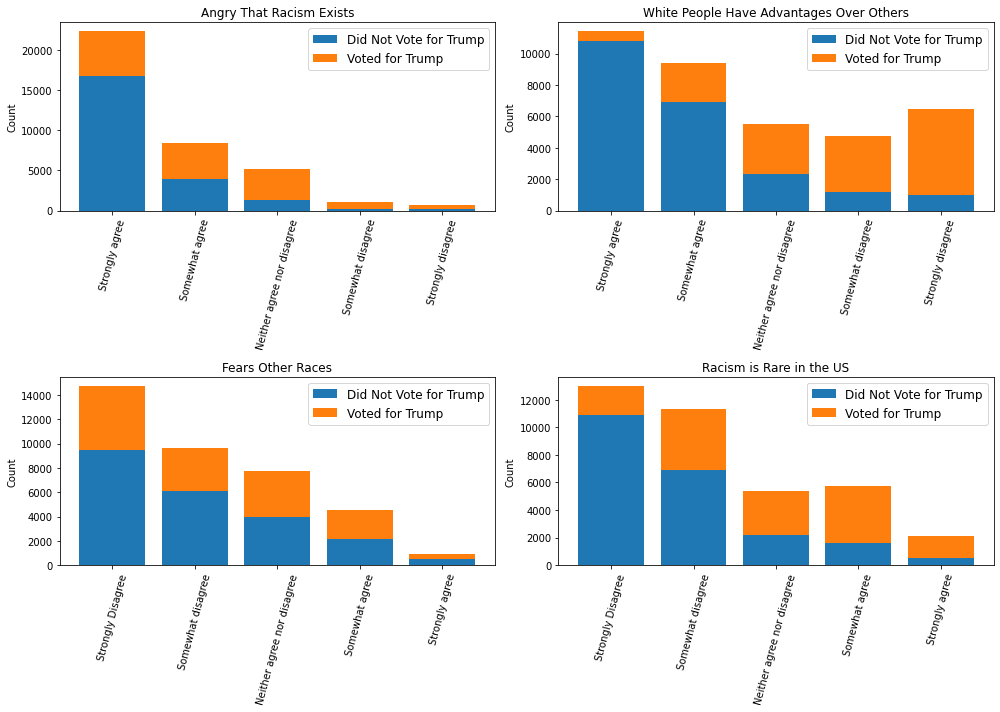 Angry That Racism Exists
Count
20000
15000
10000
5000
0
Did Not Vote for Trump
Voted for Trump
Strongly agree
Somewhat agree
Neither agree nor disagree
Somewhat disagree
Strongly disagree
White People Have Advantages Over Others
Count
10000
8000
6000
4000
2000
0
Did Not Vote for Trump
Voted for Trump
Strongly agree
Somewhat agree
Neither agree nor disagree
Somewhat disagree
Strongly disagree
Fears Other Races
Count
14000
12000
10000
8000
6000
4000
2000
0
Did Not Vote for Trump
Voted for Trump
Strongly Disagree
Somewhat disagree
Neither agree nor disagree
Somewhat agree
Strongly agree
Racism is Rare in the US
Count
12000
10000
8000
6000
4000
2000
0
Did Not Vote for Trump
Voted for Trump
Strongly Disagree
Somewhat disagree
Neither agree nor disagree
Somewhat agree
Strongly agree